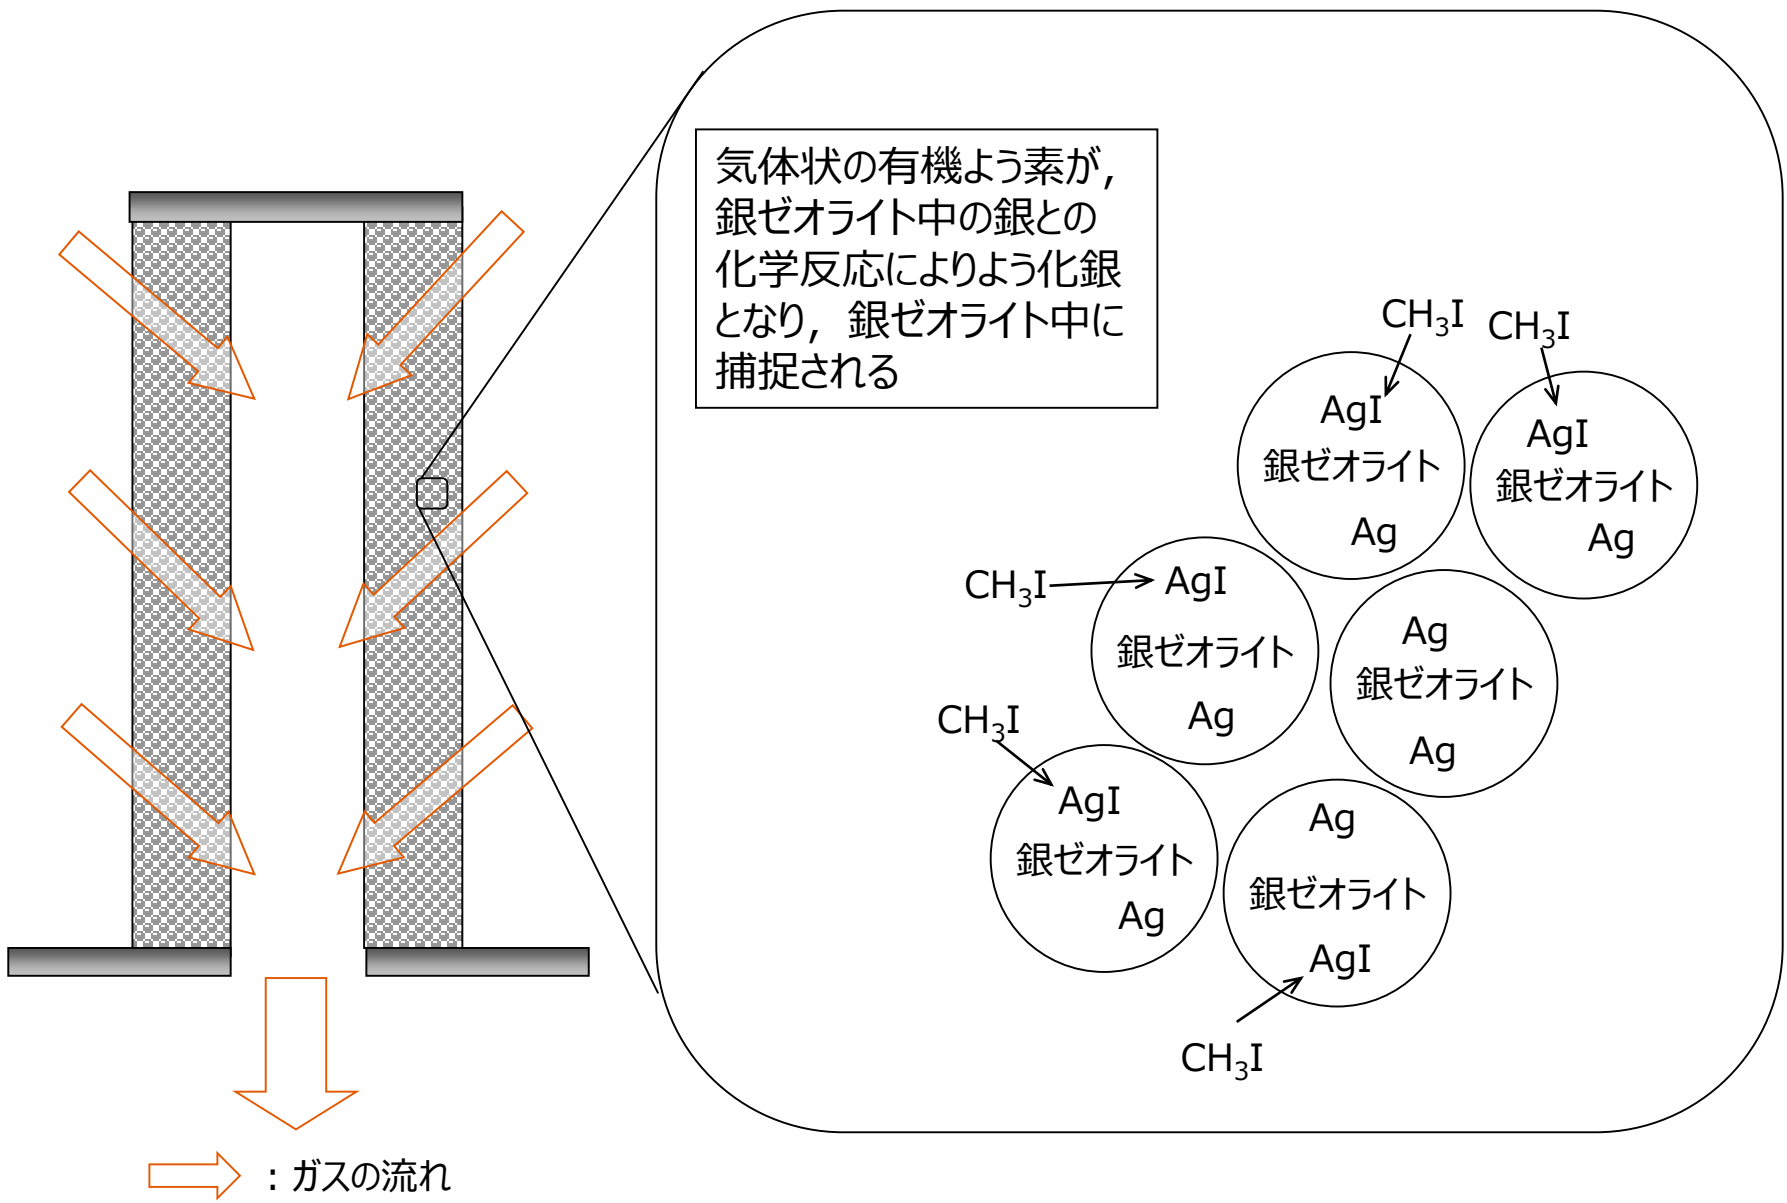 気体状の有機よう素が,
銀ゼオライト中の銀との
化学反応によりよう化銀
となり, 銀ゼオライト中に
捕捉される
CH₃I
CH₃I
AgI
銀ゼオライト
Ag
AgI
銀ゼオライト
Ag
CH₃I
AgI
銀ゼオライト
Ag
Ag
銀ゼオライト
Ag
CH₃I
AgI
銀ゼオライト
Ag
Ag
銀ゼオライト
AgI
CH₃I
: ガスの流れ